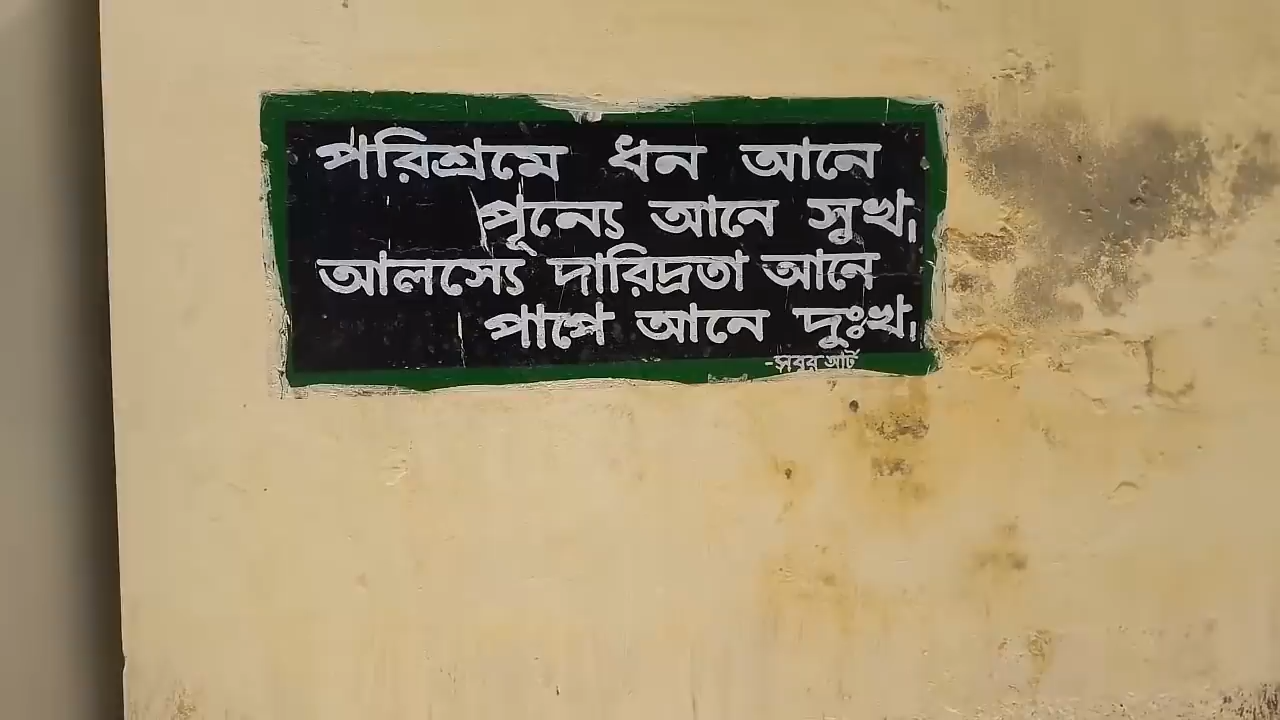 পরিশ্রমে ধন আনে
পূন্যে আনে সুখ,
আলস্যে দারিদ্রতা আনে
পাপে আনে দুঃখ,
-সবুর আর্ট